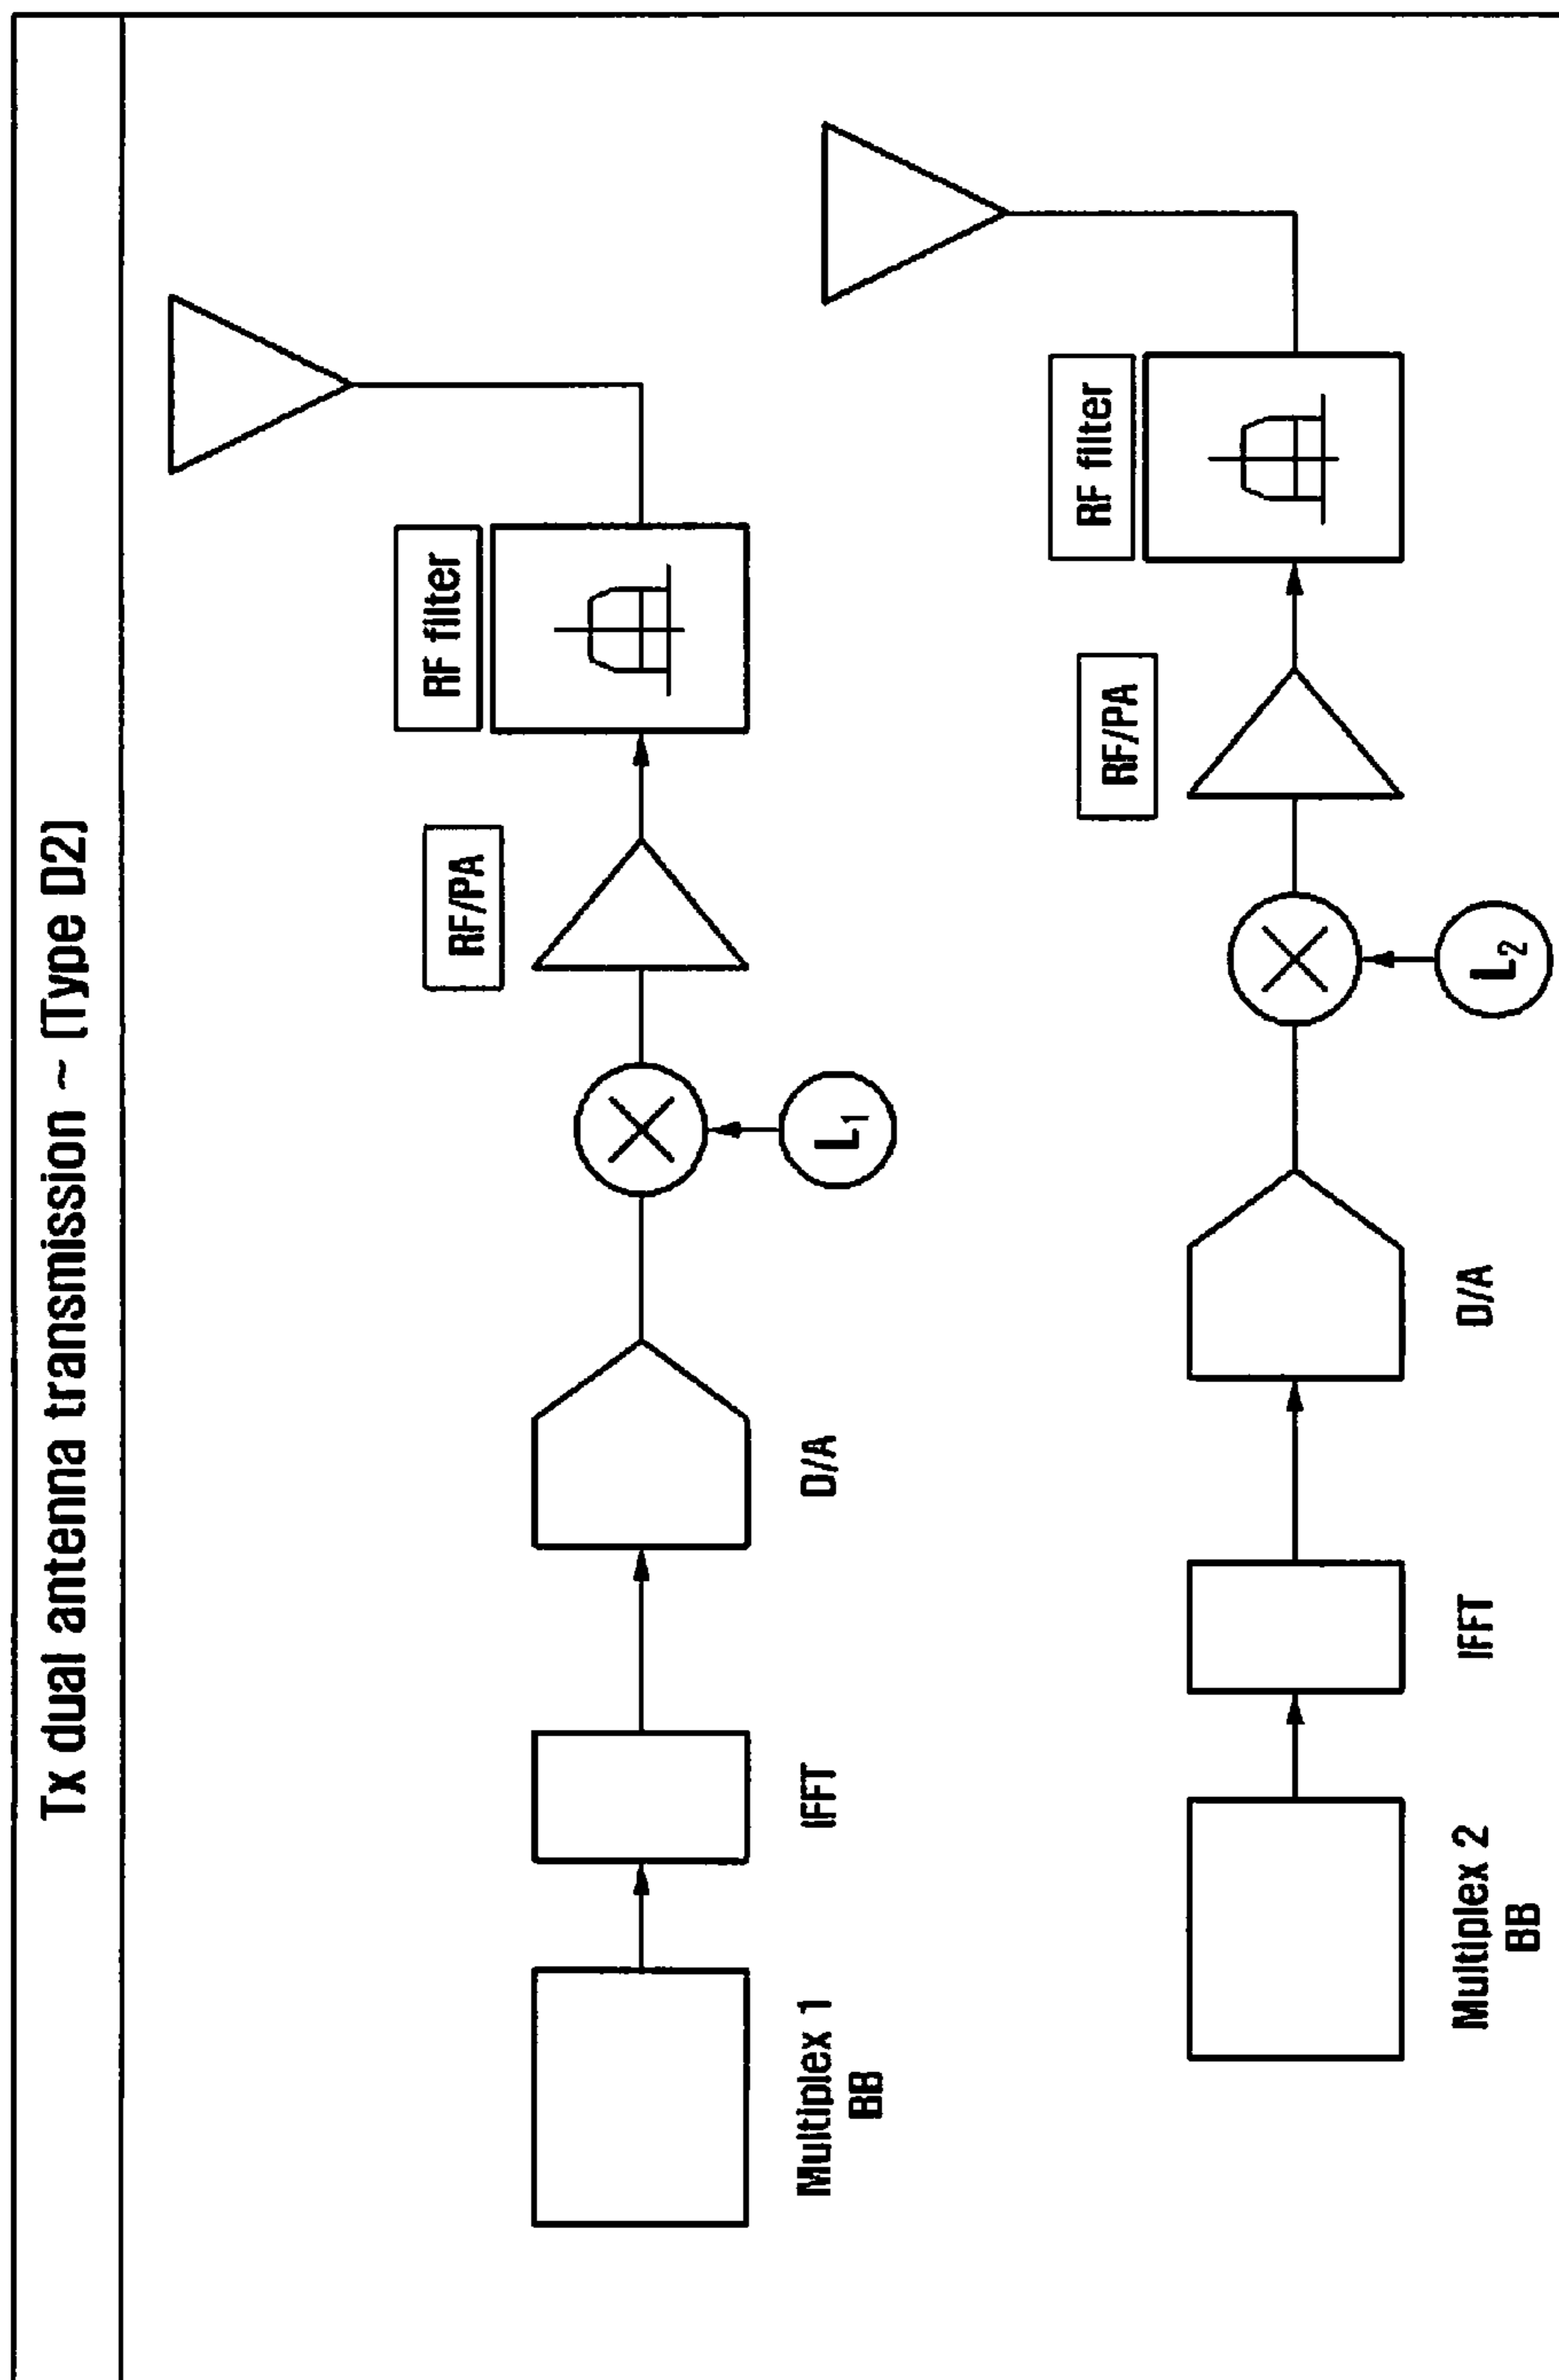 Tx dual antenna transmission ~ (Type D2)
RF filter
RF/PA
L1
D/A
IFFT
Multiplex 1
BB
RF filter
RF/PA
L2
D/A
IFFT
Multiplex 2
BB